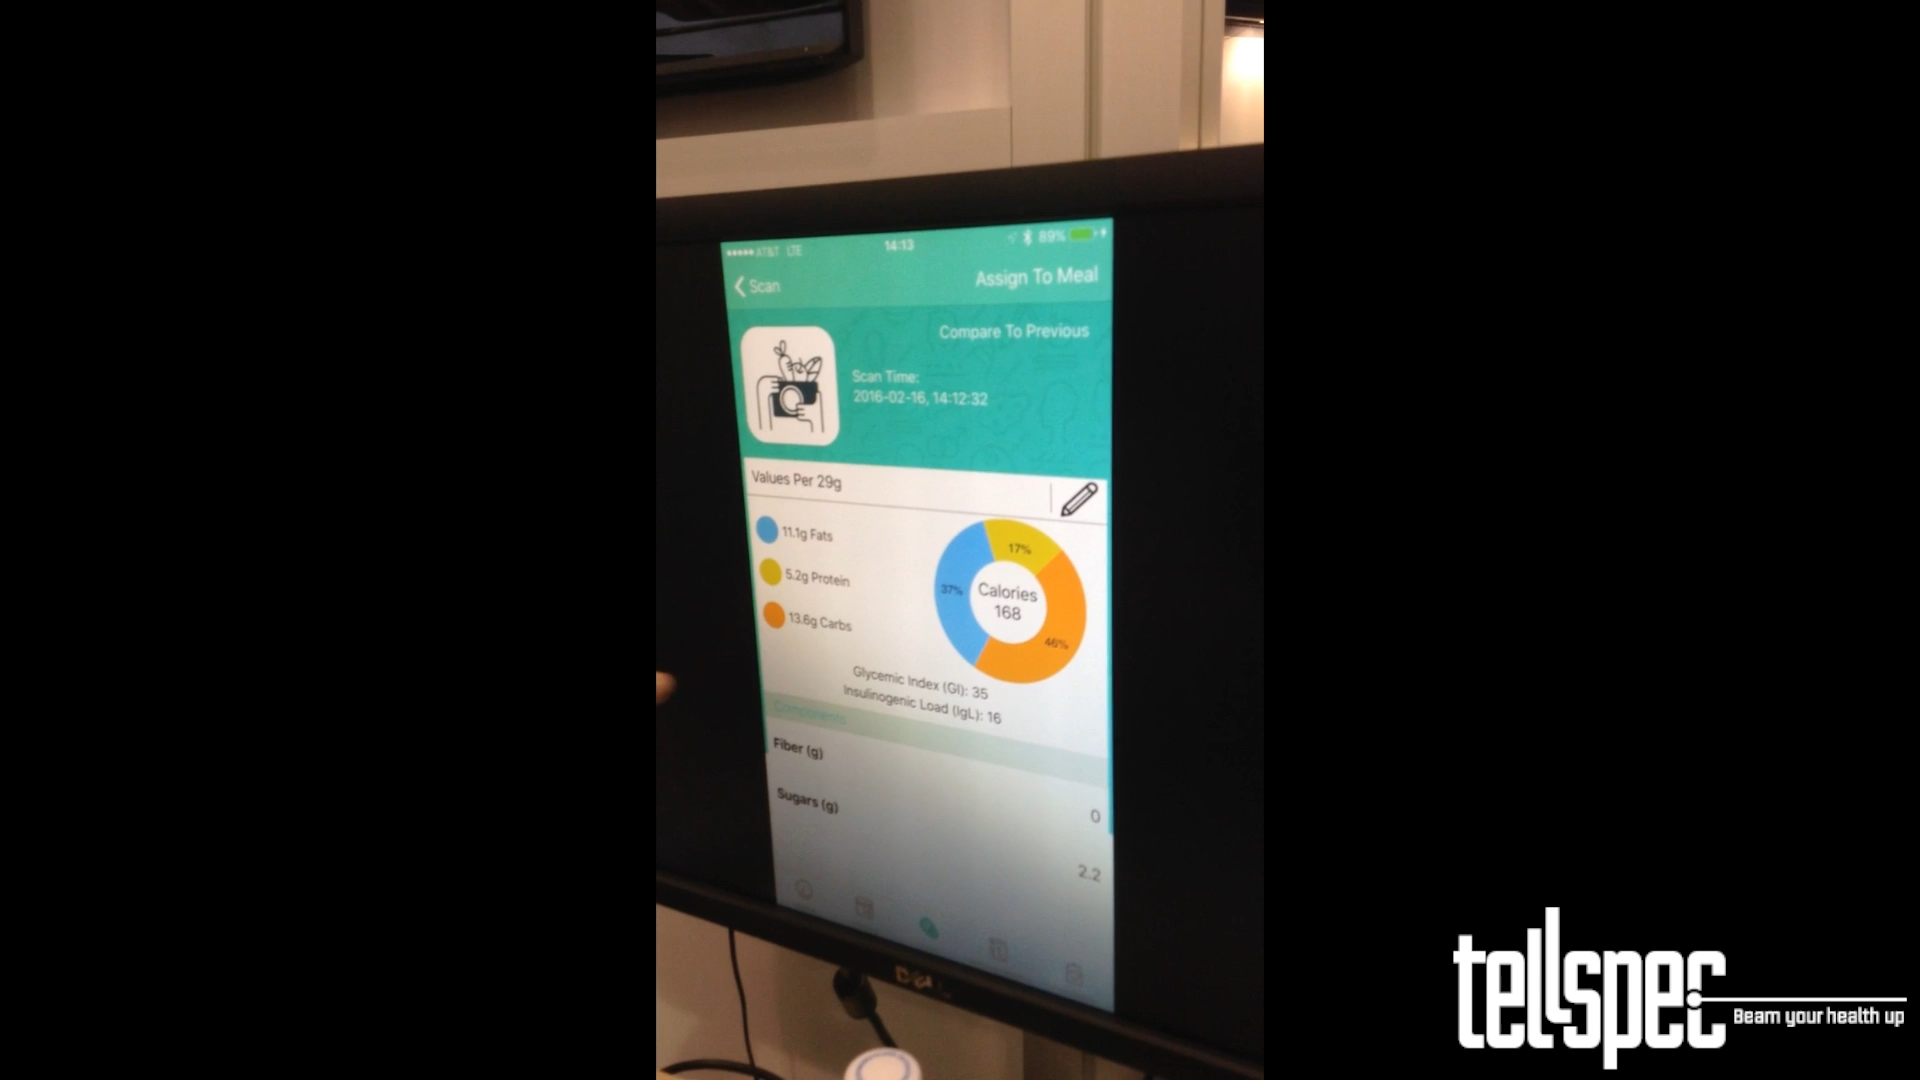 AT&T LTE 14:13 89%
Scan Assign To Meal
Compare To Previous
Scan Time:
2016-02-16, 14:12:32
Values Per 29g
11.1g Fats
5.2g Protein
13.6g Carbs
17%
37%
46%
Calories
168
Glycemic Index (GI): 35
Insulinogenic Load (IgL): 16
Components
Fiber (g)
0
Sugars (g)
2.2
DELL
tellspec
Beam your health up